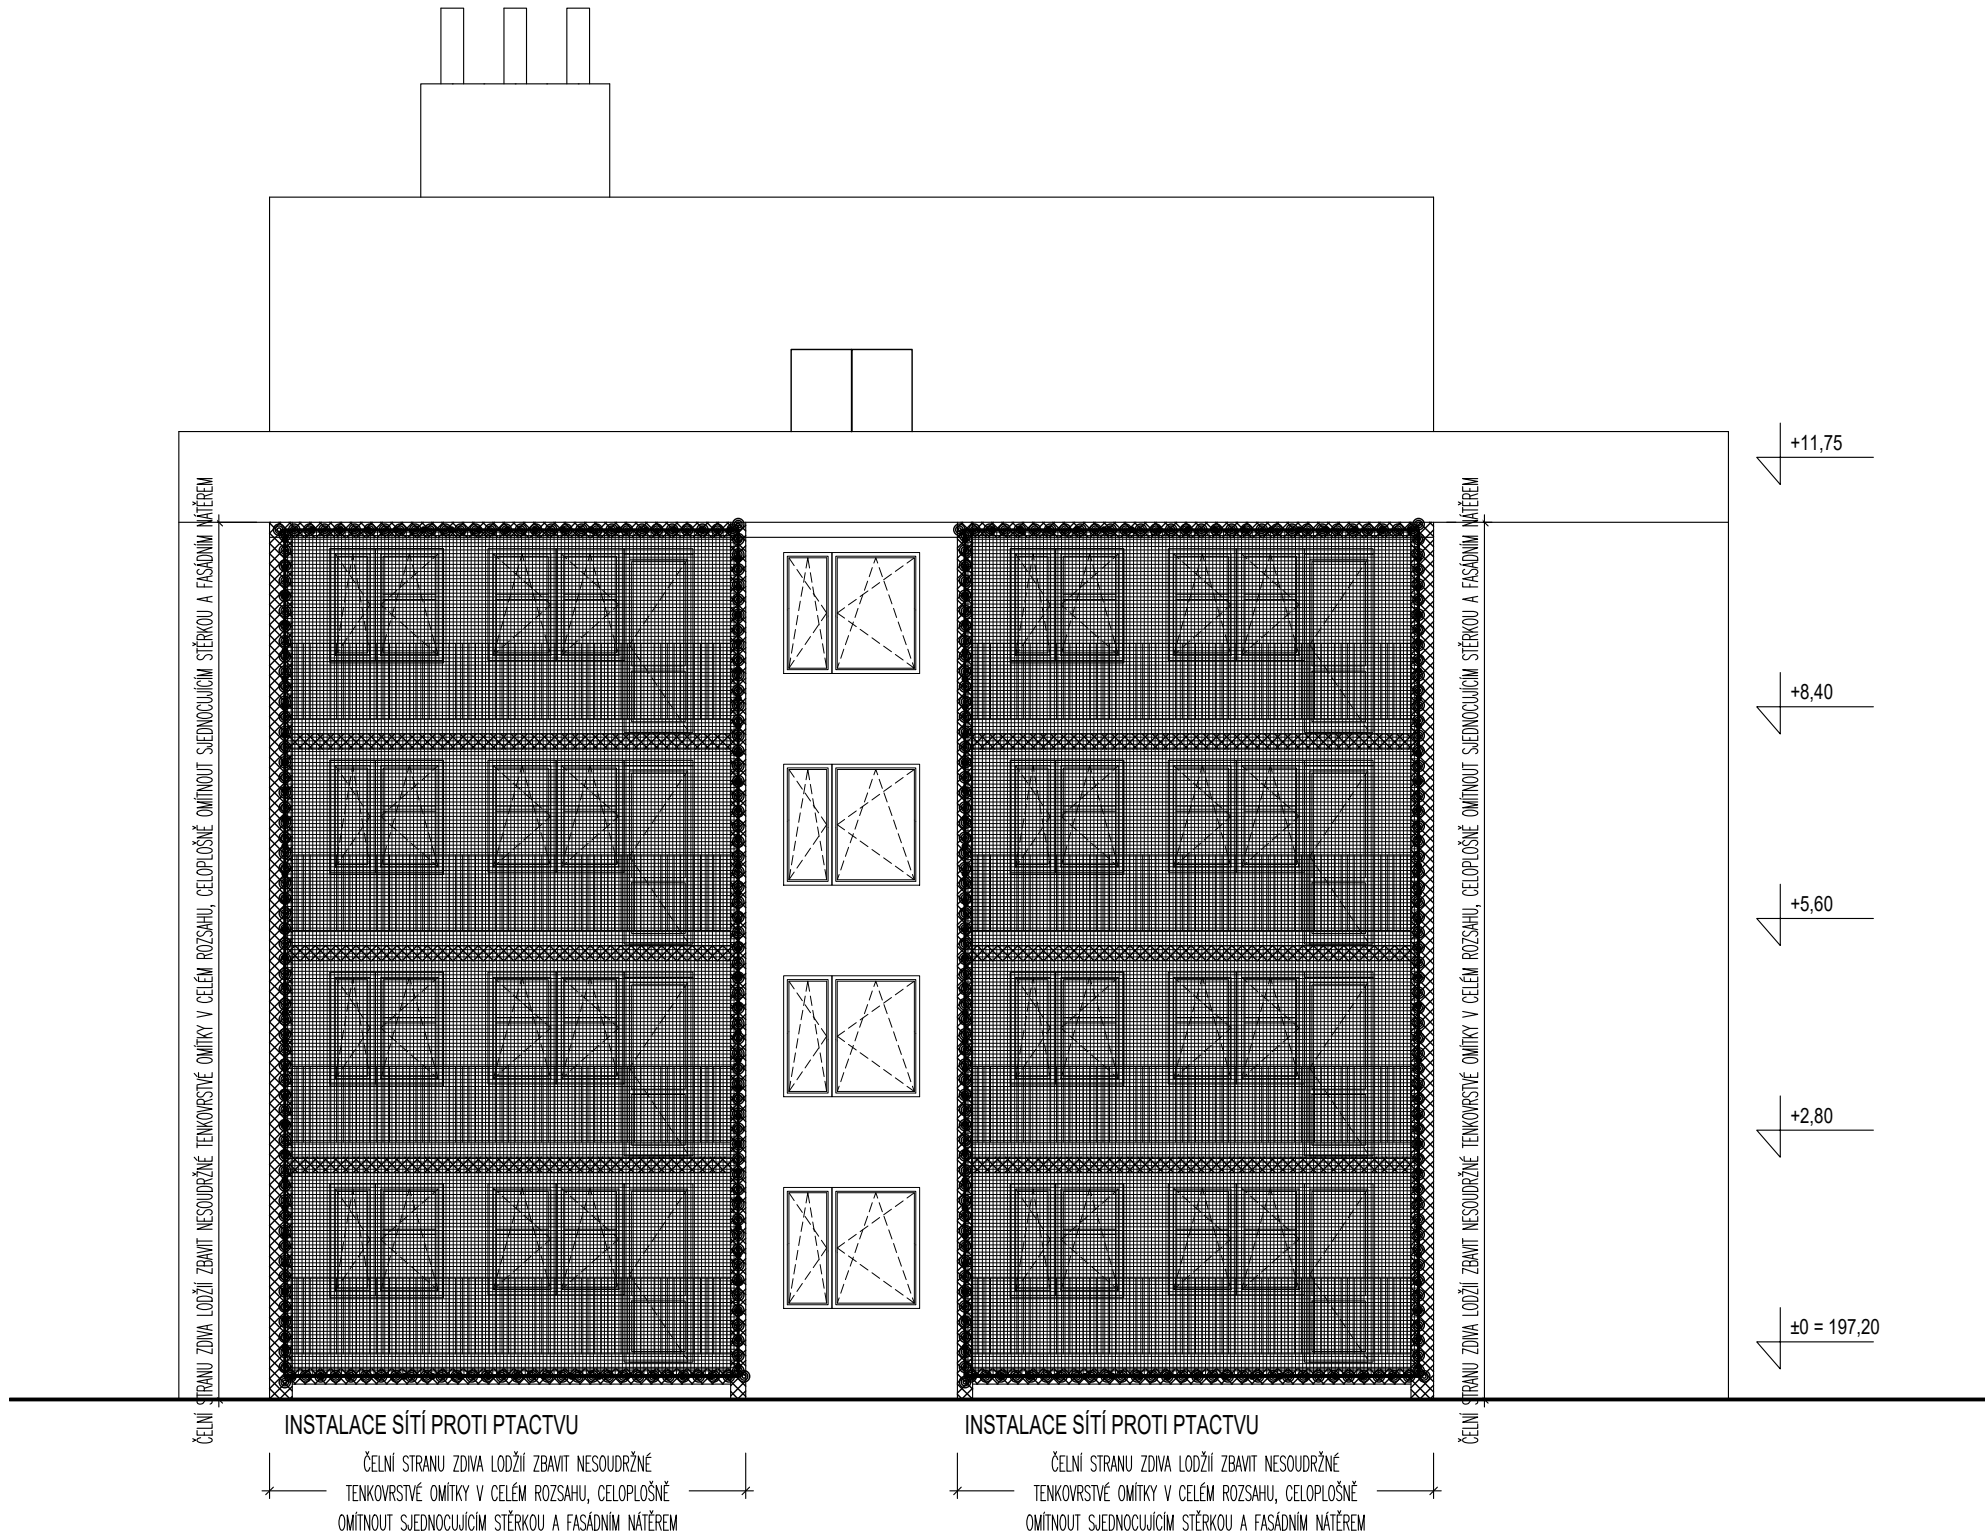 +11,75
+8,40
+5,60
+2,80
±0 = 197,20
ČELNÍ STRANU ZDIVA LODŽIÍ ZBAVIT NESOUDRŽNÉ TENKOVRSTVÉ OMÍTKY V CELÉM ROZSAHU, CELOPLOŠNĚ OMÍTNOUT SJEDNOCUJÍCÍM STĚRKOU A FASÁDNÍM NÁTĚREM
ČELNÍ STRANU ZDIVA LODŽIÍ ZBAVIT NESOUDRŽNÉ TENKOVRSTVÉ OMÍTKY V CELÉM ROZSAHU, CELOPLOŠNĚ OMÍTNOUT SJEDNOCUJÍCÍM STĚRKOU A FASÁDNÍM NÁTĚREM
INSTALACE SÍTÍ PROTI PTACTVU
ČELNÍ STRANU ZDIVA LODŽIÍ ZBAVIT NESOUDRŽNÉ
TENKOVRSTVÉ OMÍTKY V CELÉM ROZSAHU, CELOPLOŠNĚ
OMÍTNOUT SJEDNOCUJÍCÍM STĚRKOU A FASÁDNÍM NÁTĚREM
INSTALACE SÍTÍ PROTI PTACTVU
ČELNÍ STRANU ZDIVA LODŽIÍ ZBAVIT NESOUDRŽNÉ
TENKOVRSTVÉ OMÍTKY V CELÉM ROZSAHU, CELOPLOŠNĚ
OMÍTNOUT SJEDNOCUJÍCÍM STĚRKOU A FASÁDNÍM NÁTĚREM